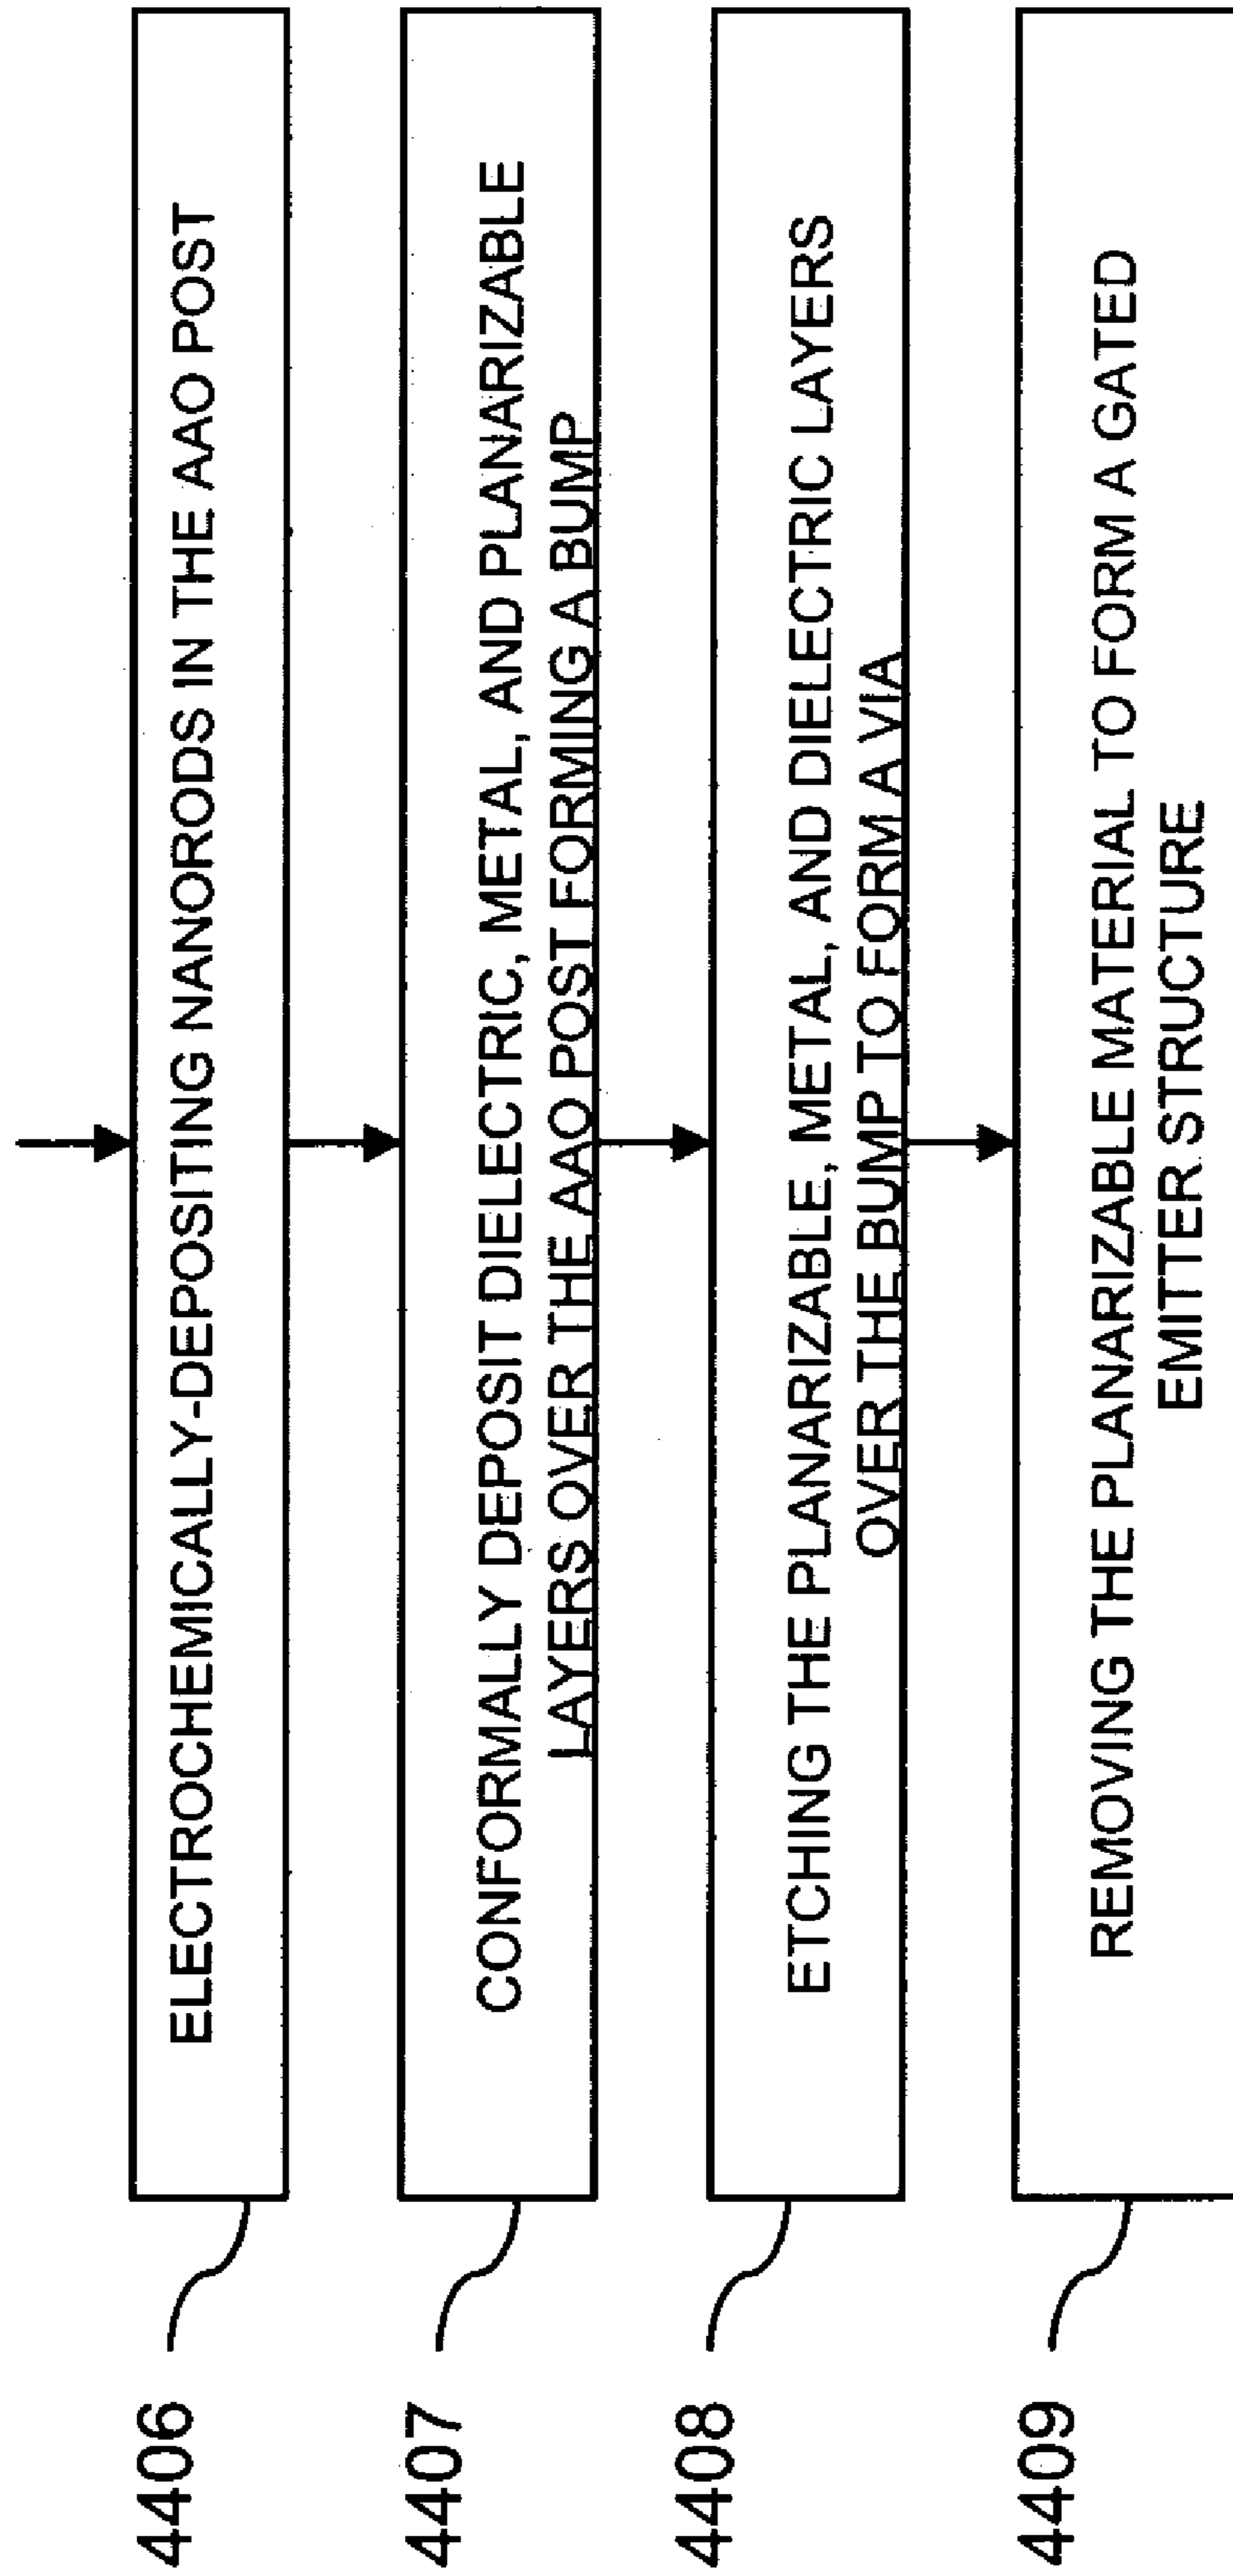 4406
ELECTROCHEMICALLY-DEPOSITING NANORODS IN THE AAO POST
4407
CONFORMALLY DEPOSIT DIELECTRIC, METAL, AND PLANARIZABLE
LAYERS OVER THE AAO POST FORMING A BUMP
4408
ETCHING THE PLANARIZABLE, METAL, AND DIELECTRIC LAYERS
OVER THE BUMP TO FORM A VIA
4409
REMOVING THE PLANARIZABLE MATERIAL TO FORM A GATED
EMITTER STRUCTURE